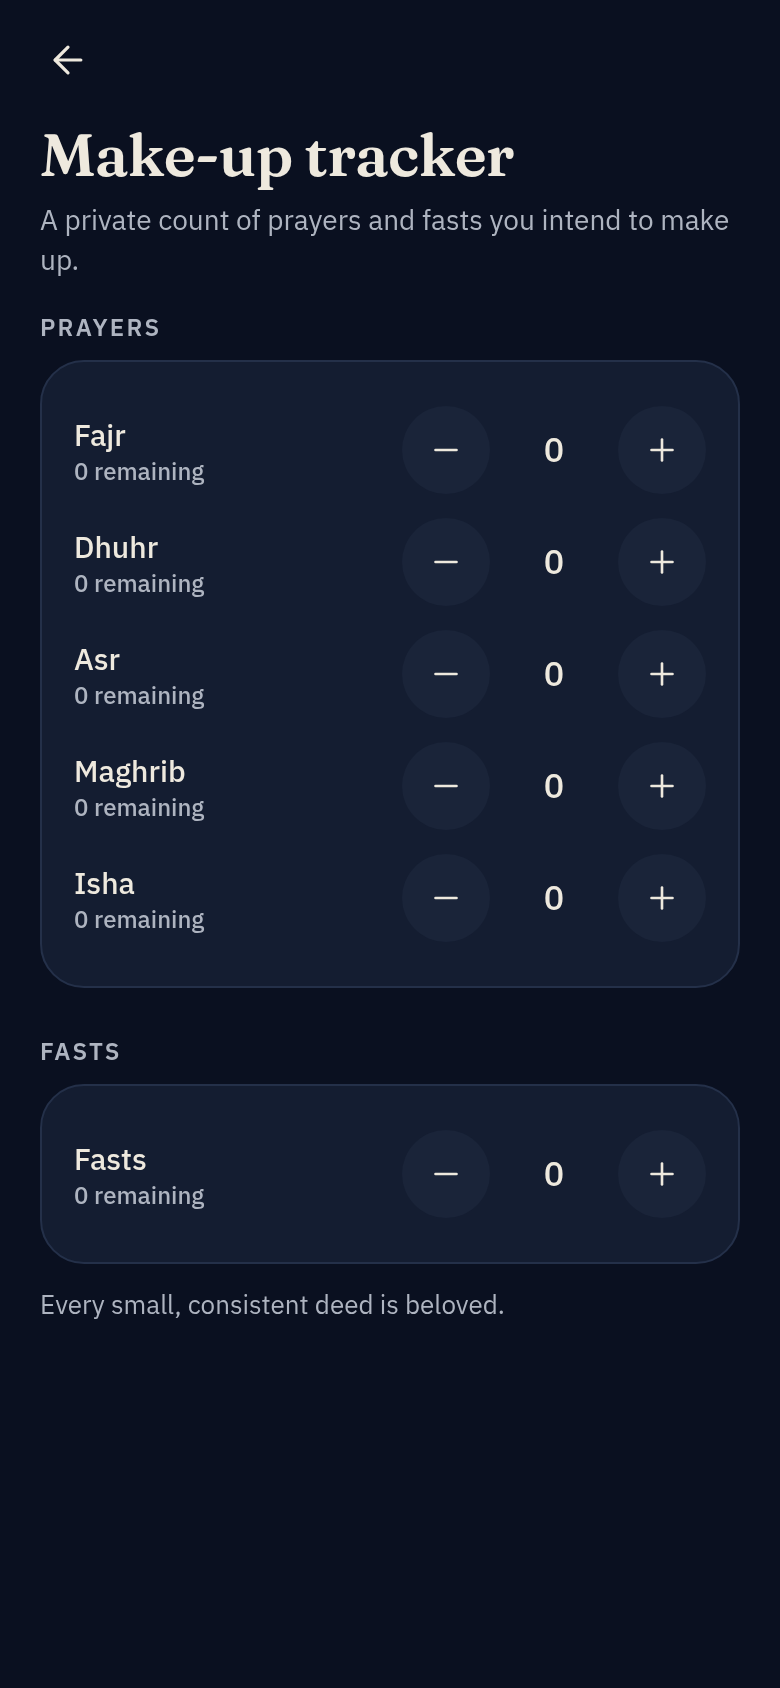 Make-up tracker
A private count of prayers and fasts you intend to make
up.
PRAYERS
Fajr
0 remaining
0
Dhuhr
0 remaining
0
Asr
0 remaining
0
Maghrib
0 remaining
0
Isha
0 remaining
0
FASTS
Fasts
0 remaining
0
Every small, consistent deed is beloved.